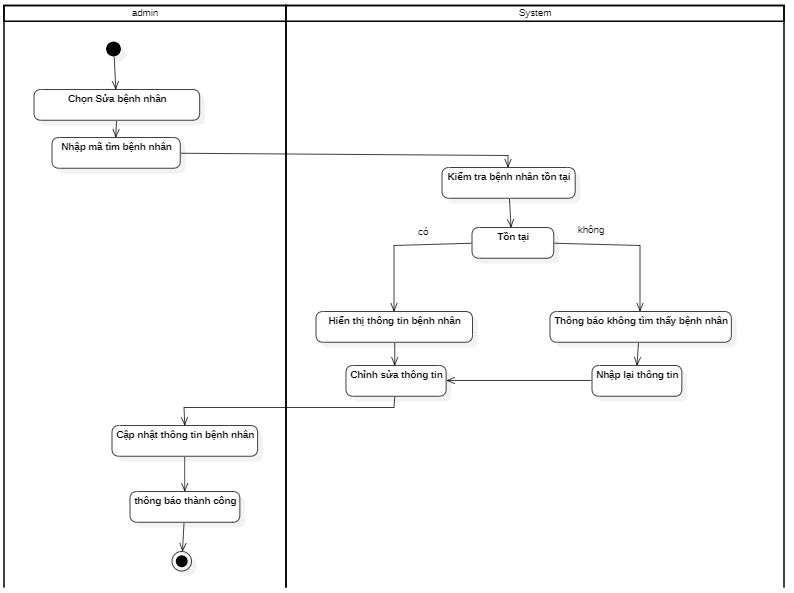 admin
System
Chọn Sửa bệnh nhân
Nhập mã tìm bệnh nhân
Kiểm tra bệnh nhân tồn tại
Tồn tại
có
không
Hiển thị thông tin bệnh nhân
Thông báo không tìm thấy bệnh nhân
Chỉnh sửa thông tin
Nhập lại thông tin
Cập nhật thông tin bệnh nhân
thông báo thành công